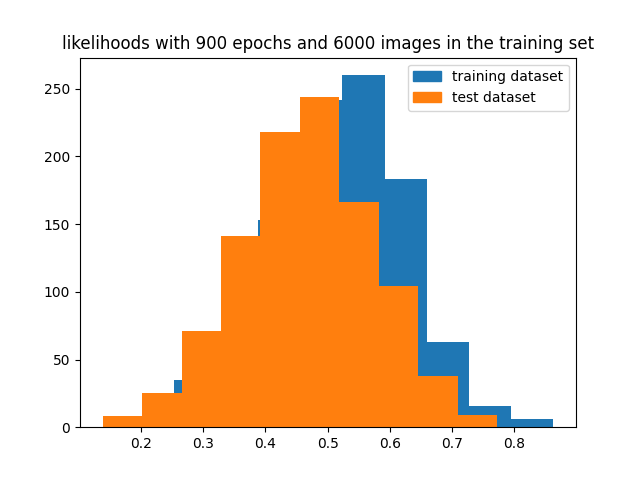 likelihoods with 900 epochs and 6000 images in the training set
training dataset
test dataset
250
200
150
100
50
0
0.2 0.3 0.4 0.5 0.6 0.7 0.8